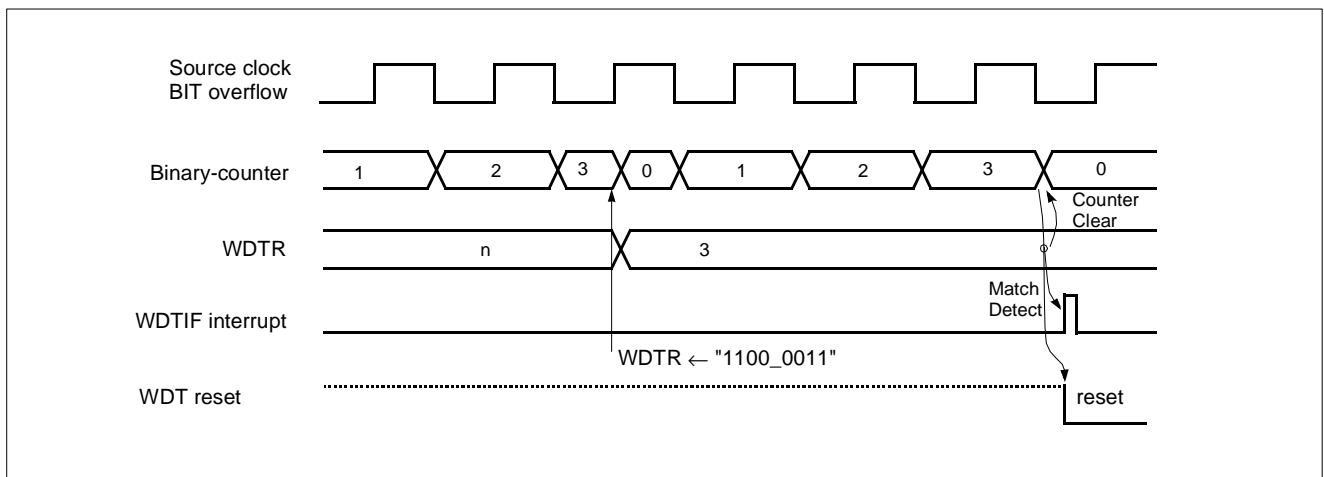 Source clock
BIT overflow
Binary-counter
1 2 3 0 1 2 3 0
Counter
Clear
WDTR
n 3
Match
Detect
WDTIF interrupt
WDTR ← "1100_0011"
WDT reset
reset